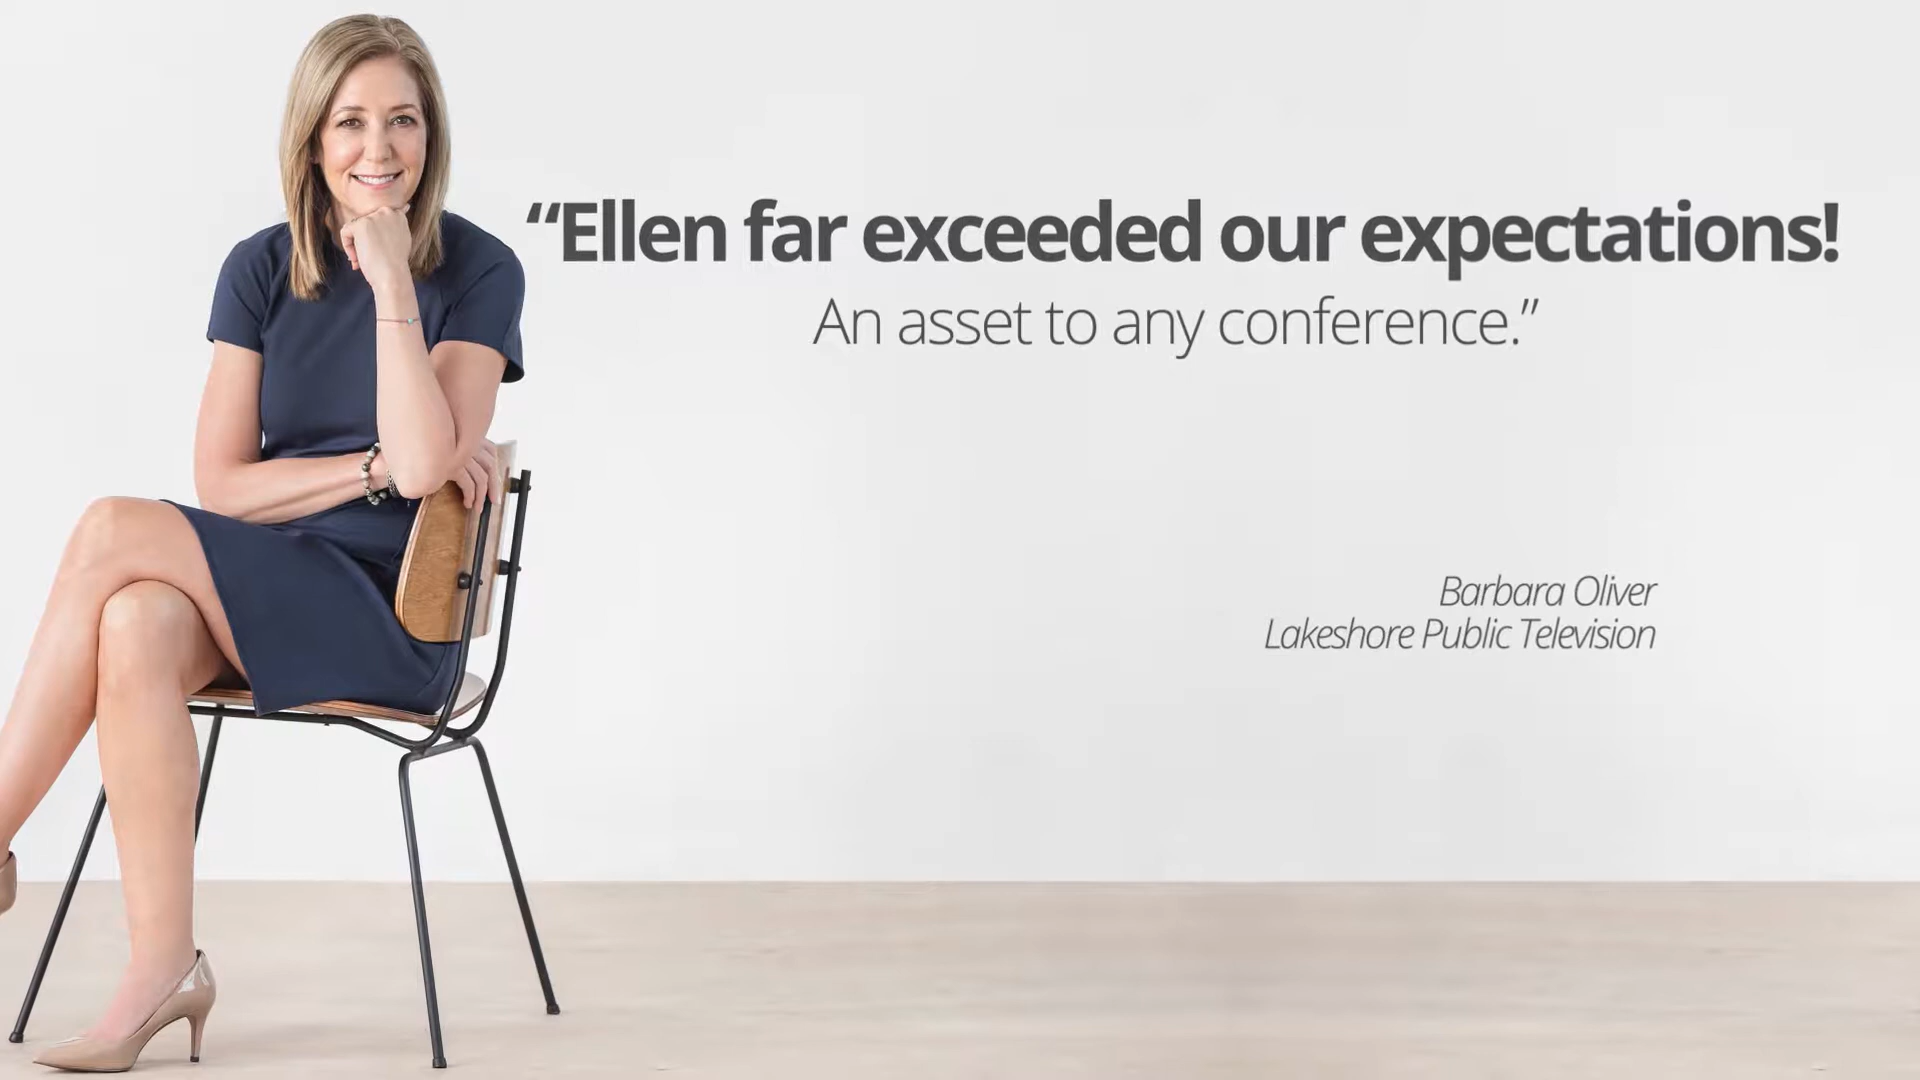 “Ellen far exceeded our expectations!
An asset to any conference.”
Barbara Oliver
Lakeshore Public Television